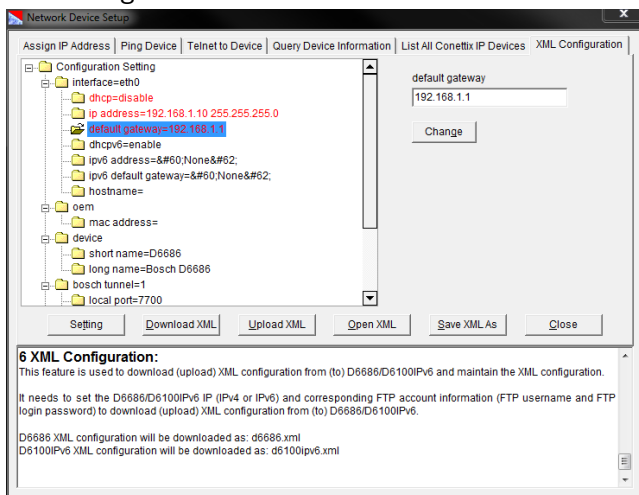 Network Device Setup
x
Assign IP Address
Ping Device
Telnet to Device
Query Device Information
List All Conettix IP Devices
XML Configuration
Configuration Setting
interface=eth0
dhcp=disable
ip address=192.168.1.10 255.255.255.0
default gateway=192.168.1.1
dhcpv6=enable
ipv6 address=&#60;None&#62;
ipv6 default gateway=&#60;None&#62;
hostname=
oem
mac address=
device
short name=D6686
long name=Bosch D6686
bosch tunnel=1
local port=7700
default gateway
192.168.1.1
Change
Setting
Download XML
Upload XML
Open XML
Save XML As
Close
6 XML Configuration:
This feature is used to download (upload) XML configuration from (to) D6686/D6100IPv6 and maintain the XML configuration.
It needs to set the D6686/D6100IPv6 IP (IPv4 or IPv6) and corresponding FTP account information (FTP username and FTP
login password) to download (upload) XML configuration from (to) D6686/D6100IPv6.
D6686 XML configuration will be downloaded as: d6686.xml
D6100IPv6 XML configuration will be downloaded as: d6100ipv6.xml